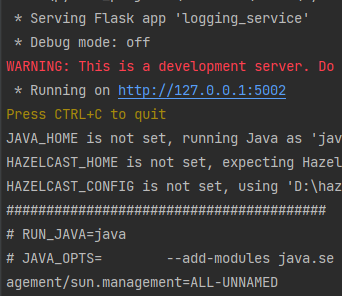 * Serving Flask app 'logging_service'
* Debug mode: off
WARNING: This is a development server. Do
* Running on http://127.0.0.1:5002
Press CTRL+C to quit
JAVA_HOME is not set, running Java as 'jav
HAZELCAST_HOME is not set, expecting Hazel
HAZELCAST_CONFIG is not set, using 'D:\haz
########################################
# RUN_JAVA=java
# JAVA_OPTS=        --add-modules java.se
agement/sun.management=ALL-UNNAMED